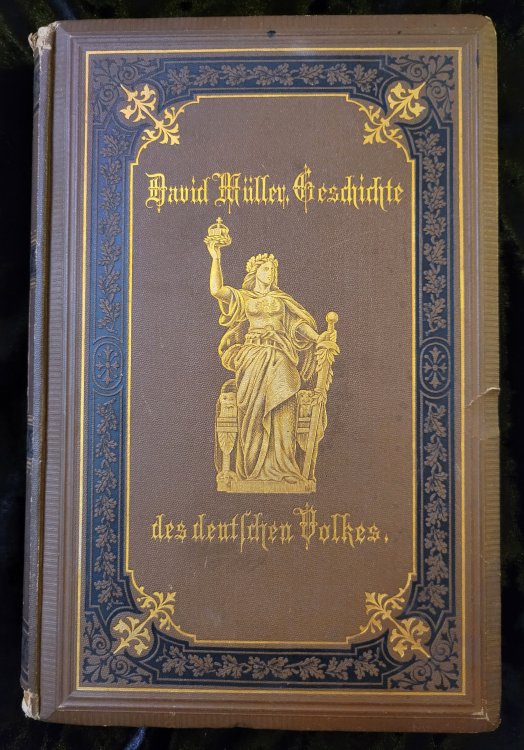 David Müller, Geschichte
des deutſchen Volkes.